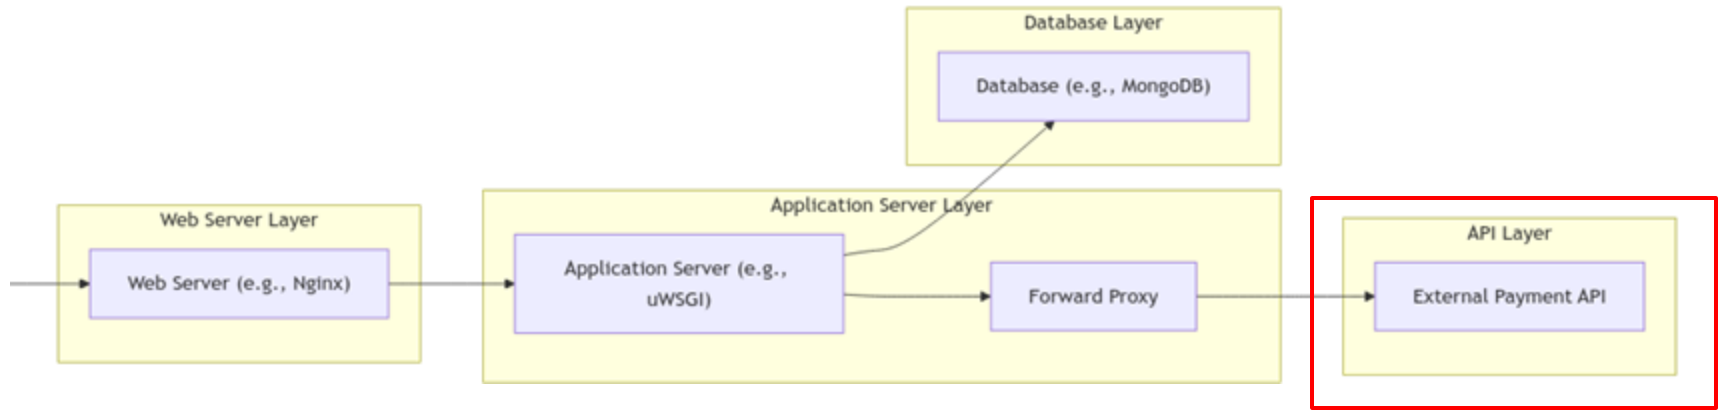 Database Layer
Database (e.g., MongoDB)
Web Server Layer
Web Server (e.g., Nginx)
Application Server Layer
Application Server (e.g.,
uWSGI)
Forward Proxy
API Layer
External Payment API